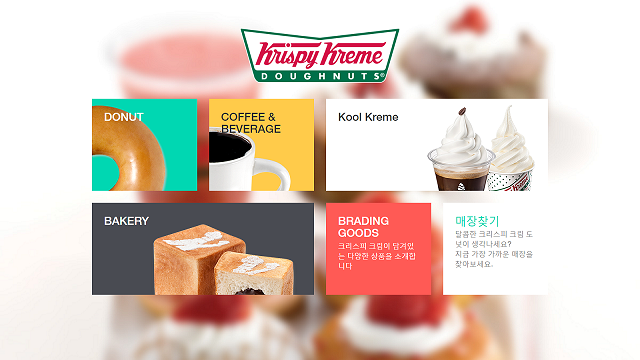 Krispy Kreme
DOUGHNUTS®
DONUT
COFFEE &
BEVERAGE
Kool Kreme
BAKERY
BRADING
GOODS
크리스피 크림이 담겨있
는 다양한 상품을 소개합
니다
매장찾기
달콤한 크리스피 크림 도
넛이 생각나세요?
지금 가장 가까운 매장을
찾아보세요.